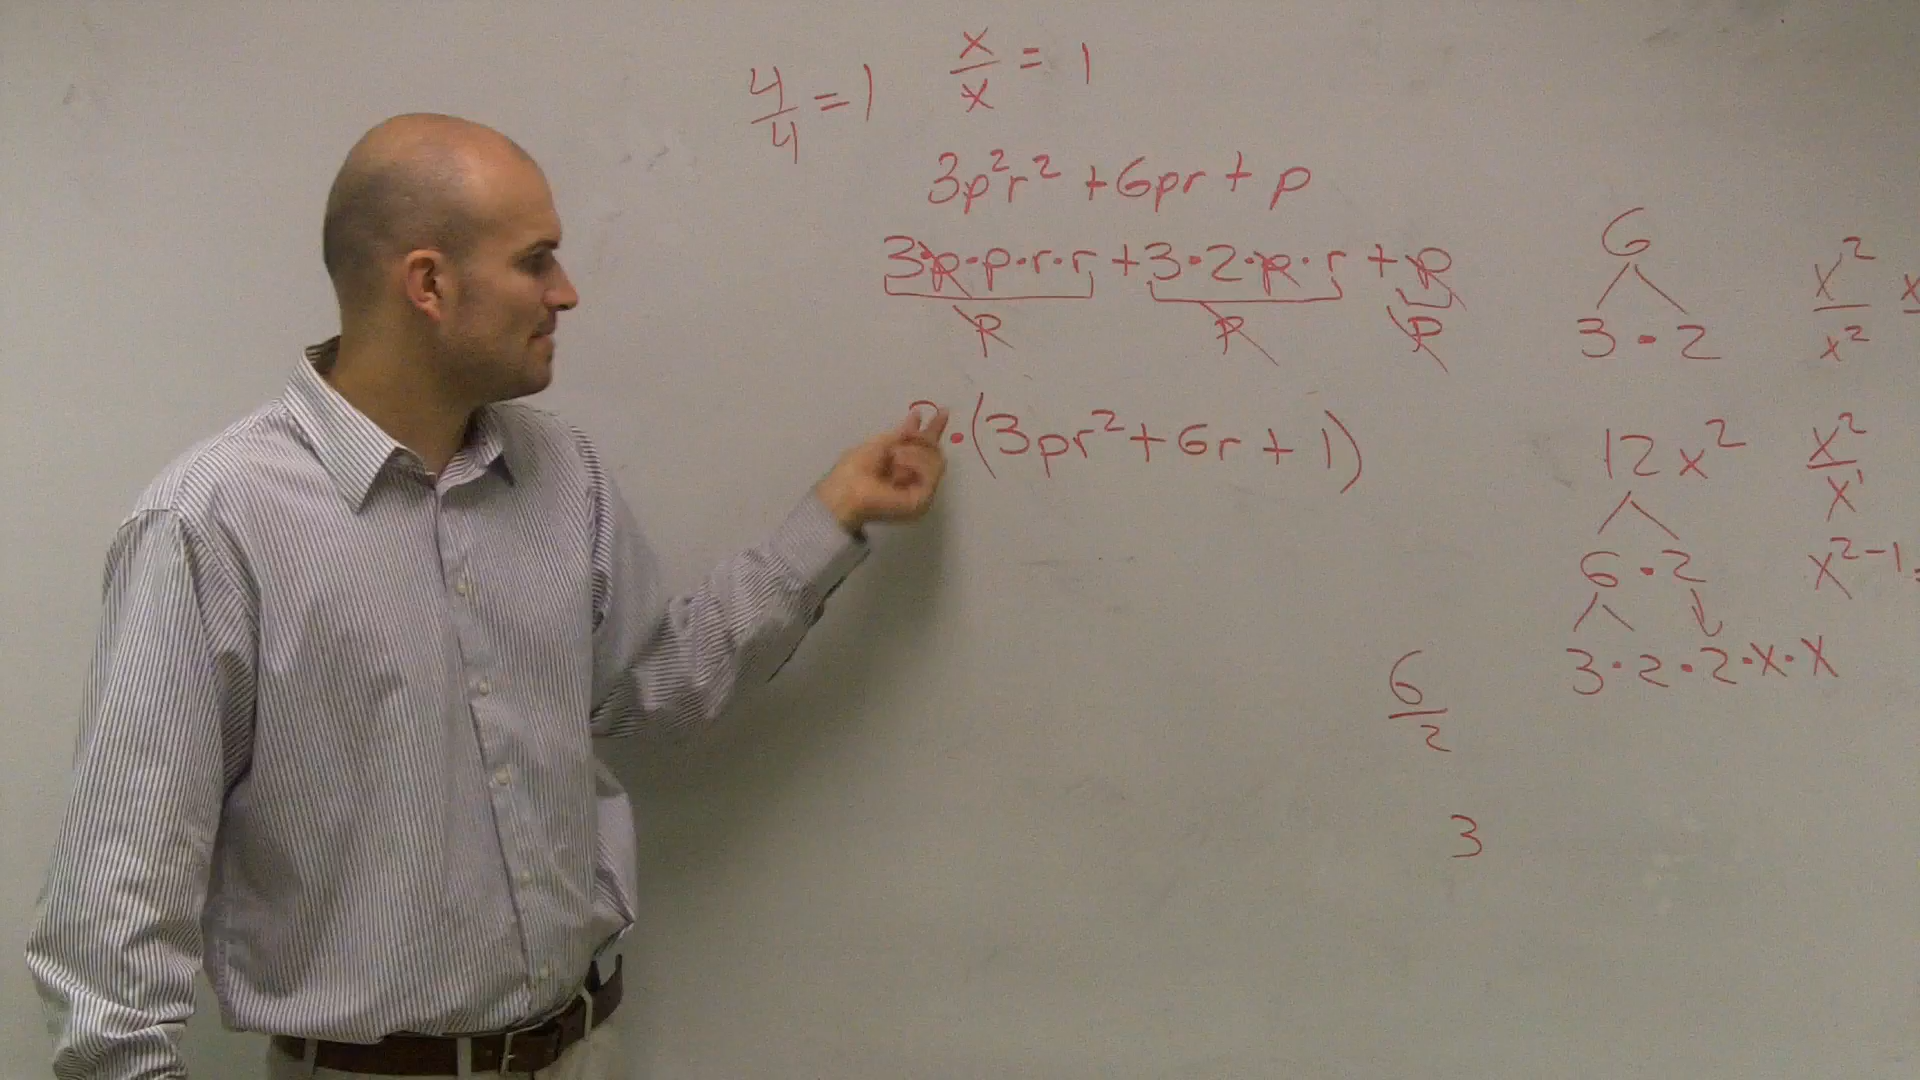 4/4 = 1
x/x = 1
3p²r² + 6pr + p
3·p·p·r·r + 3·2·p·r + p
p p p
·(3pr² + 6r + 1)
6
3·2
12x²
6·2
3·2·2·x·x
x²/x²
x²/x¹
x²⁻¹ =
6/2
3